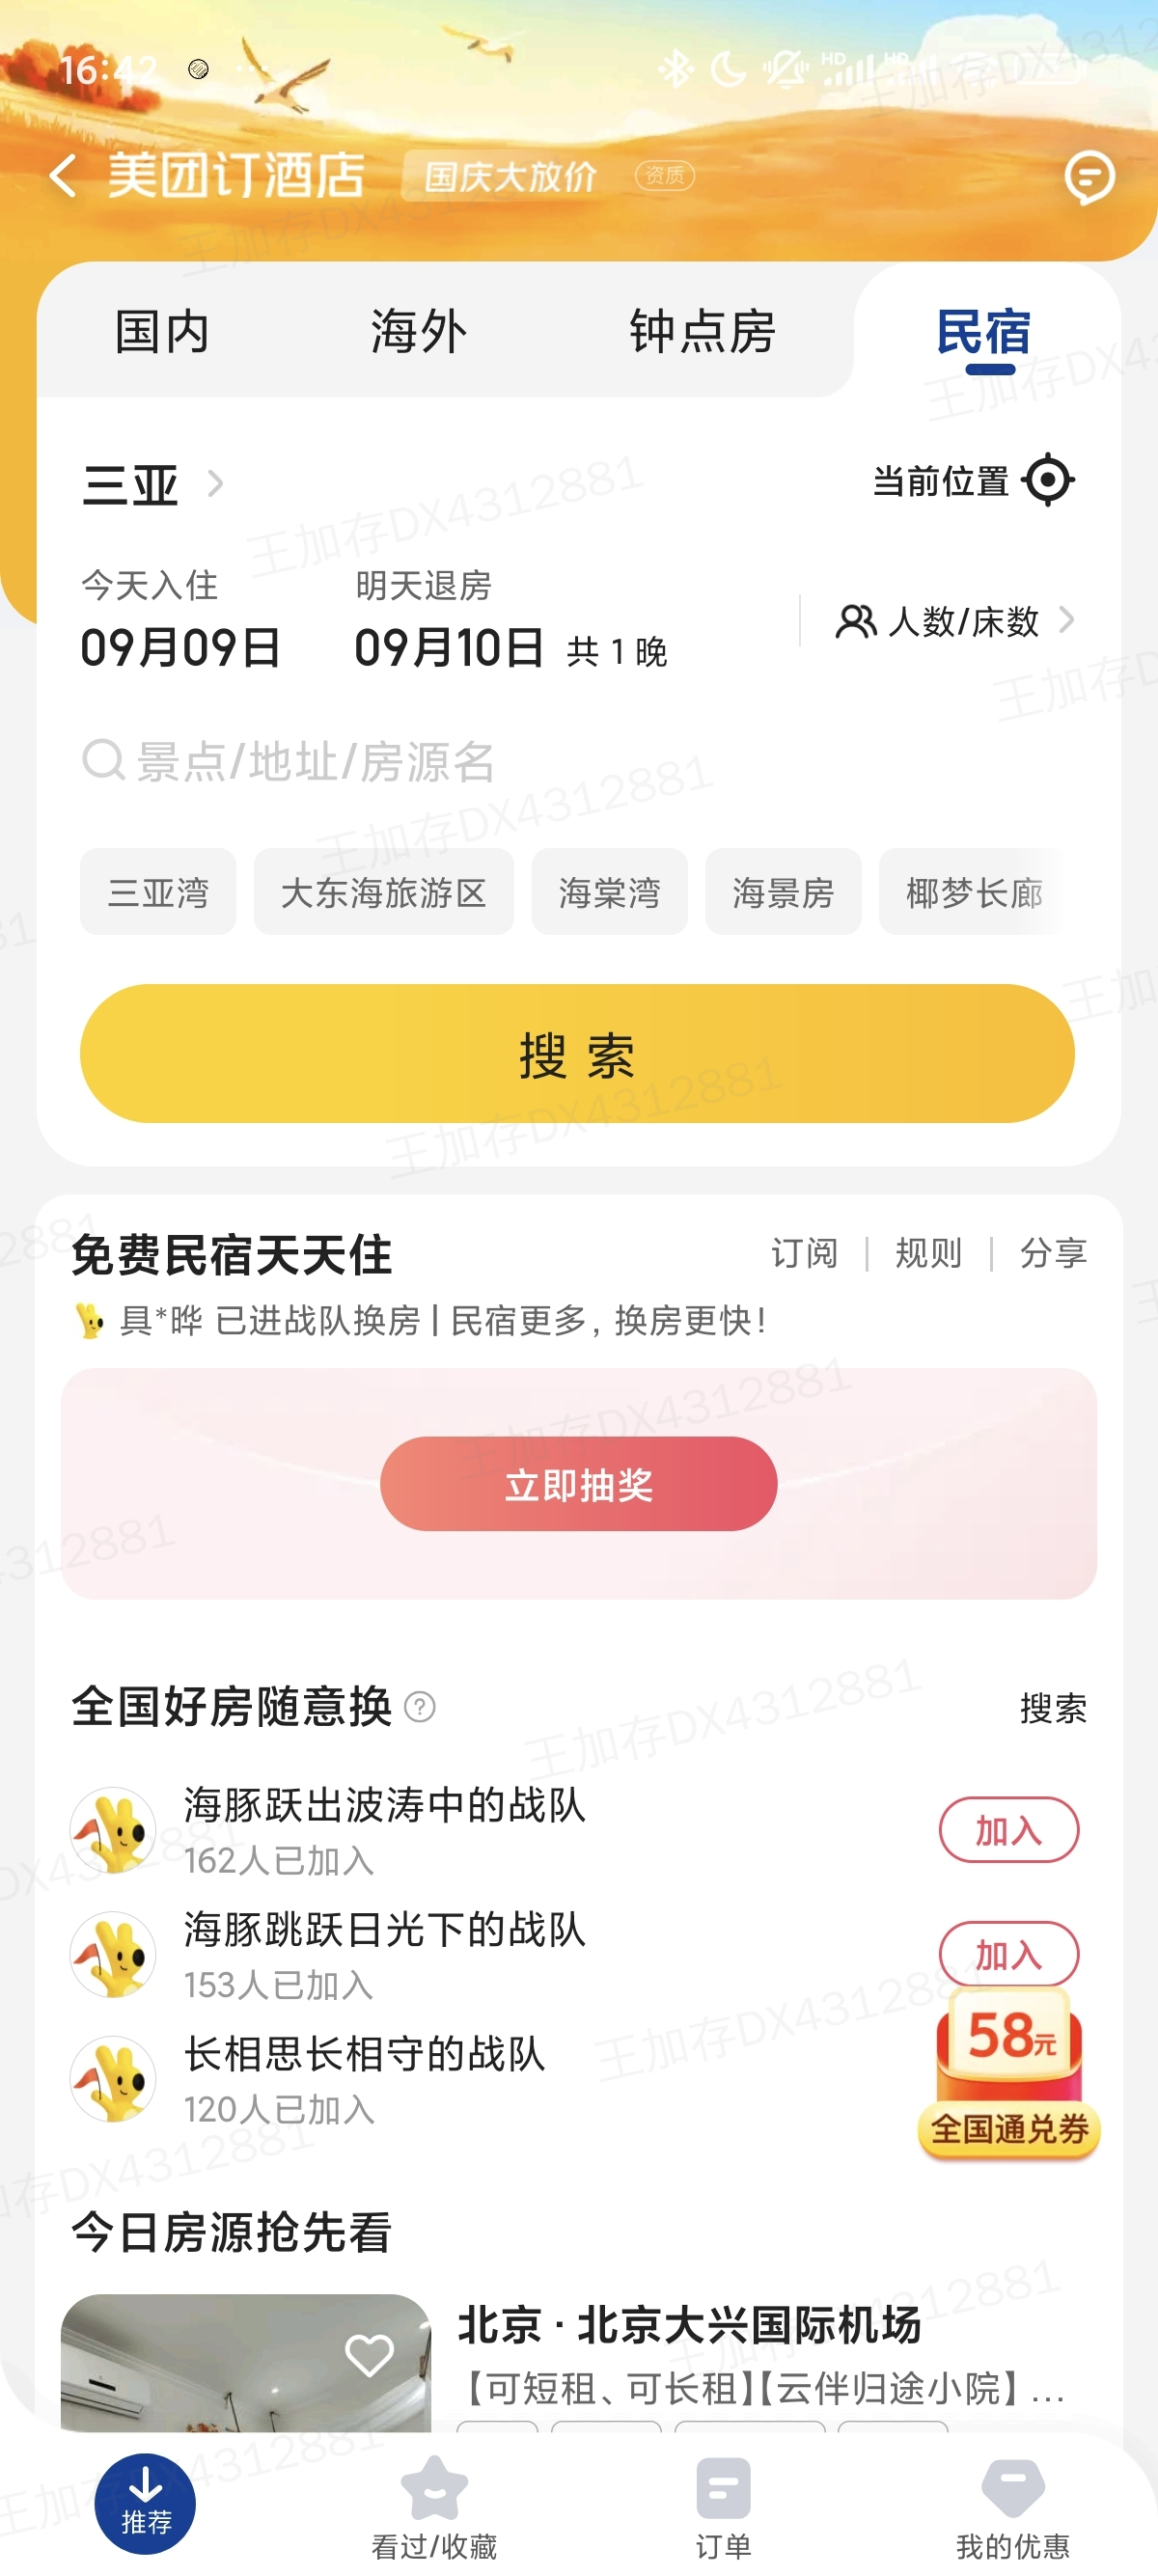 16:42
美团订酒店 国庆大放价 资质
国内 海外 钟点房 民宿
三亚 当前位置
今天入住 明天退房
09月09日 09月10日 共 1 晚 人数/床数
景点/地址/房源名
三亚湾 大东海旅游区 海棠湾 海景房 椰梦长廊
搜 索
免费民宿天天住 订阅 | 规则 | 分享
具*晔 已进战队换房 | 民宿更多，换房更快！
立即抽奖
全国好房随意换 ? 搜索
海豚跃出波涛中的战队
162人已加入 加入
海豚跳跃日光下的战队
153人已加入 加入
长相思长相守的战队
120人已加入
58元
全国通兑券
今日房源抢先看
北京 · 北京大兴国际机场
【可短租、可长租】【云伴归途小院】...
推荐 看过/收藏 订单 我的优惠
王加存DX4312881